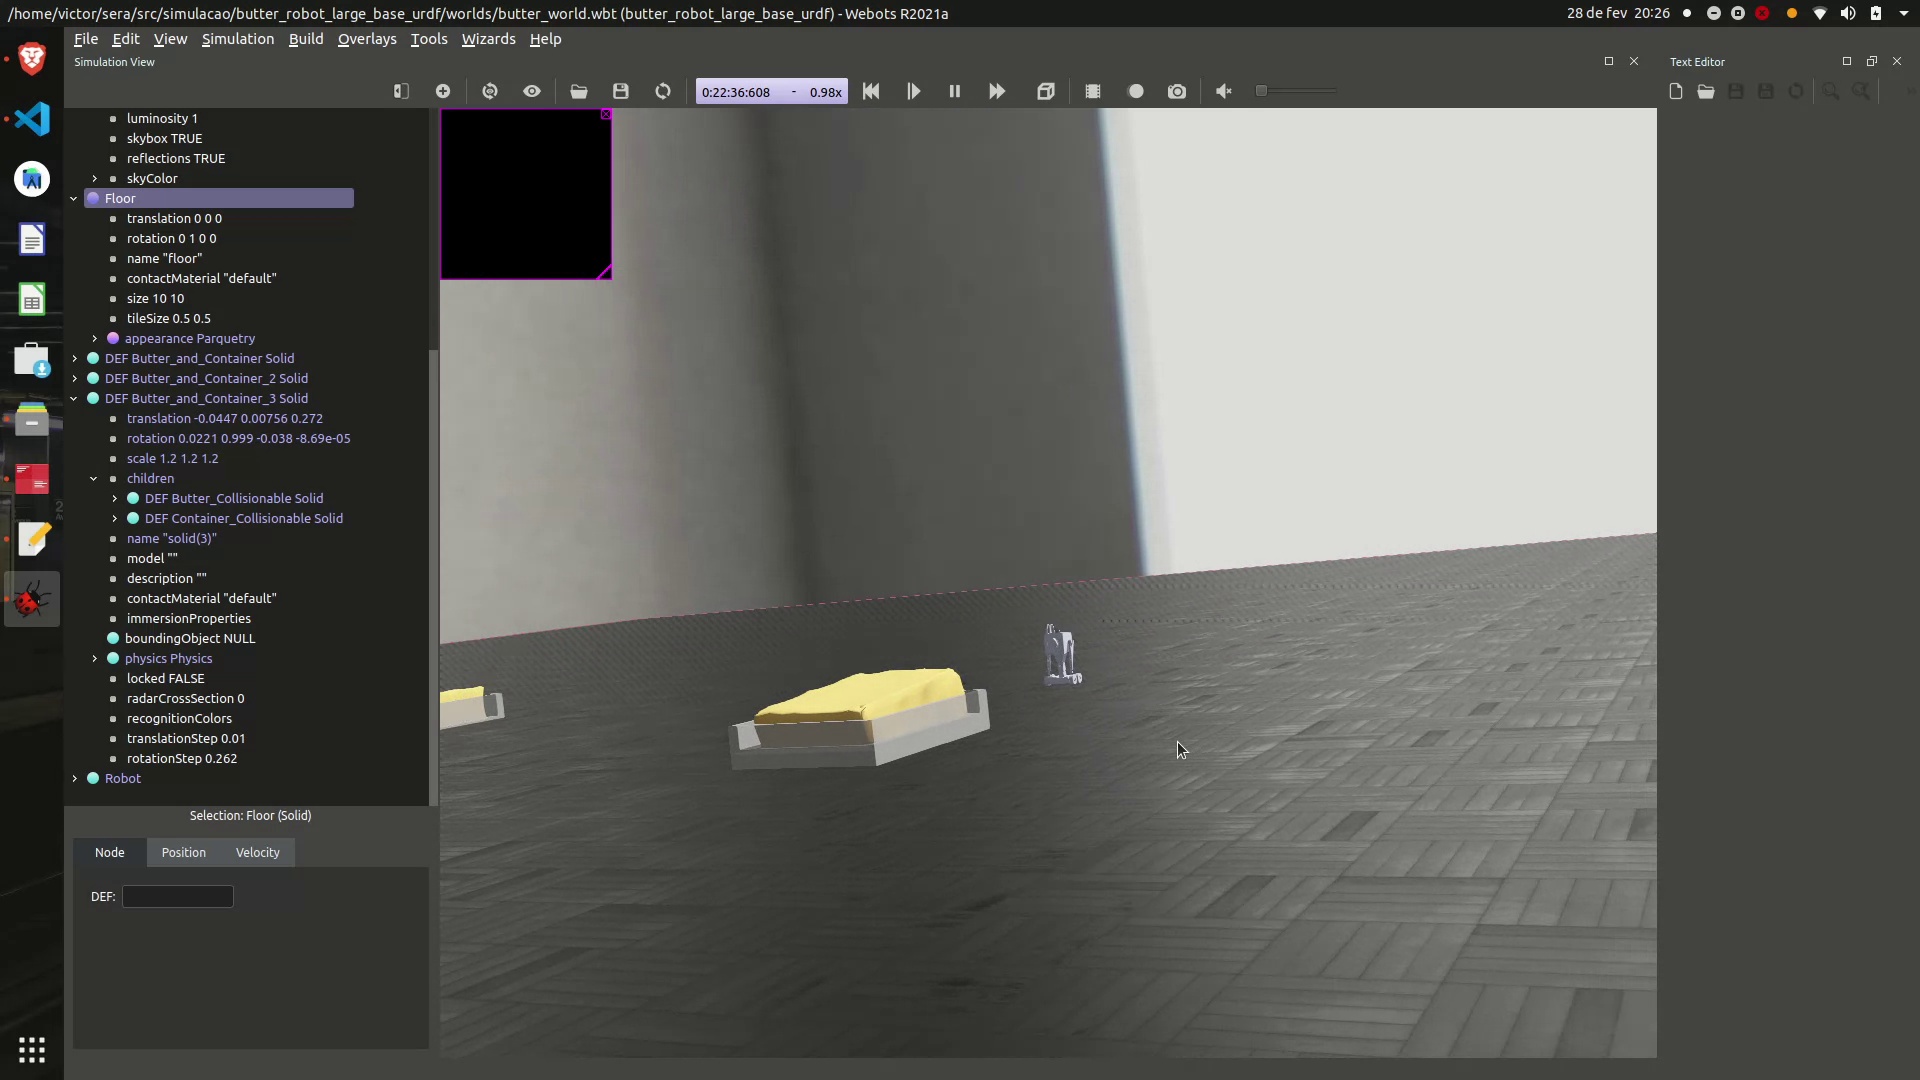 /home/victor/sera/src/simulacao/butter_robot_large_base_urdf/worlds/butter_world.wbt (butter_robot_large_base_urdf) - Webots R2021a
28 de fev 20:26
File Edit View Simulation Build Overlays Tools Wizards Help
Simulation View
Text Editor
0:22:36:608 - 0.98x
luminosity 1
skybox TRUE
reflections TRUE
skyColor
Floor
translation 0 0 0
rotation 0 1 0 0
name "floor"
contactMaterial "default"
size 10 10
tileSize 0.5 0.5
appearance Parquetry
DEF Butter_and_Container Solid
DEF Butter_and_Container_2 Solid
DEF Butter_and_Container_3 Solid
translation -0.0447 0.00756 0.272
rotation 0.0221 0.999 -0.038 -8.69e-05
scale 1.2 1.2 1.2
children
DEF Butter_Collisionable Solid
DEF Container_Collisionable Solid
name "solid(3)"
model ""
description ""
contactMaterial "default"
immersionProperties
boundingObject NULL
physics Physics
locked FALSE
radarCrossSection 0
recognitionColors
translationStep 0.01
rotationStep 0.262
Robot
Selection: Floor (Solid)
Node Position Velocity
DEF: